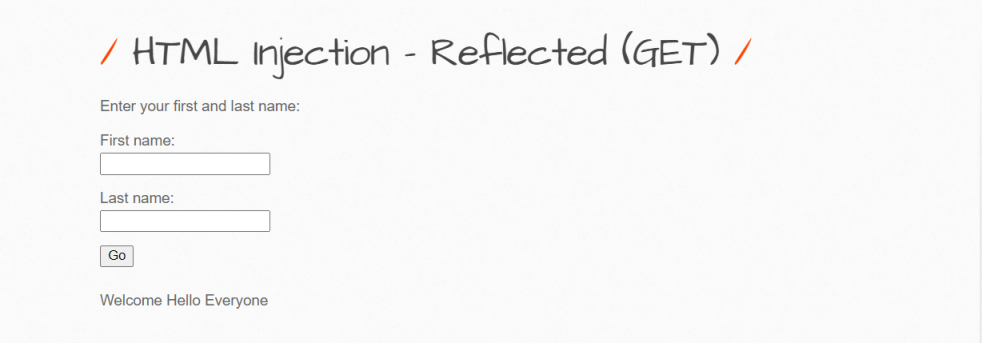 / HTML Injection - Reflected (GET) /
Enter your first and last name:
First name:
Last name:
Go
Welcome Hello Everyone